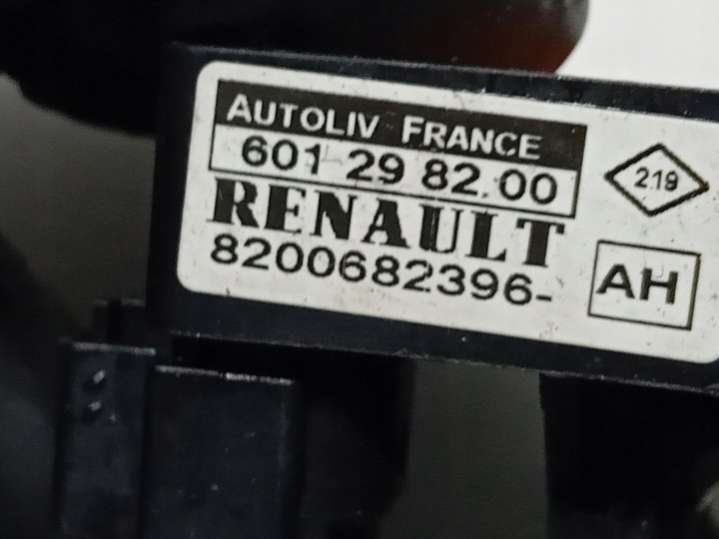 AUTOLIV FRANCE
601 29 82.00
RENAULT
8200682396-
219
AH